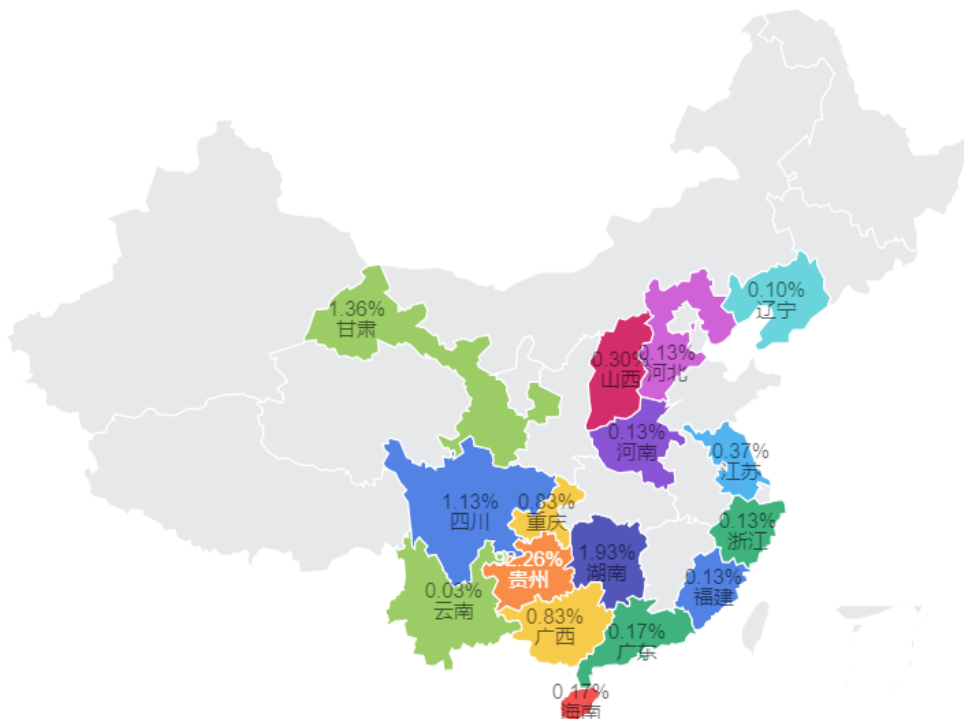 0.10%
辽宁
1.36%
甘肃
0.30%
山西
0.13%
河北
0.13%
河南
0.37%
江苏
1.13%
四川
0.83%
重庆
0.13%
浙江
92.26%
贵州
1.93%
湖南
0.13%
福建
0.03%
云南
0.83%
广西
0.17%
广东
0.17%
海南